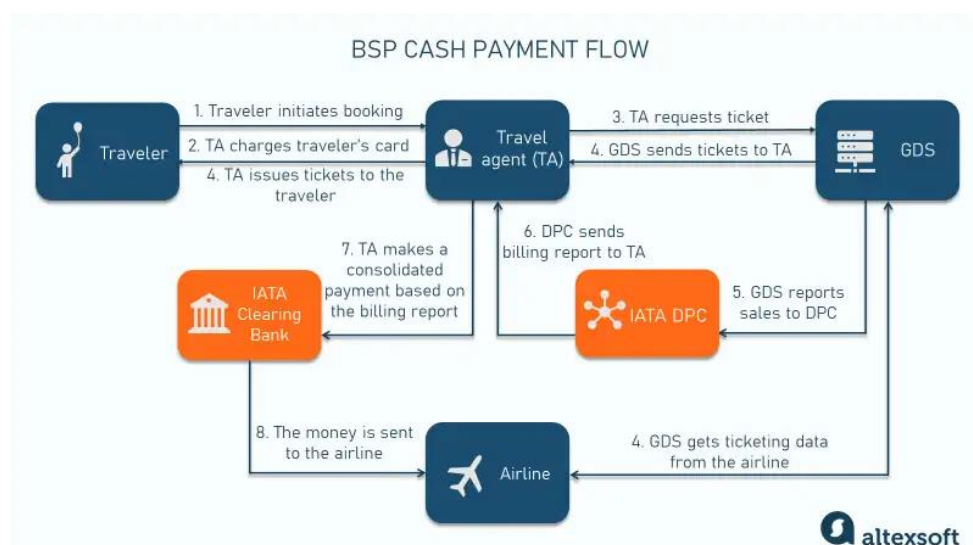 BSP CASH PAYMENT FLOW
1. Traveler initiates booking
3. TA requests ticket
Traveler
2. TA charges traveler's card
Travel
agent (TA)
4. GDS sends tickets to TA
GDS
4. TA issues tickets to the
traveler
6. DPC sends
billing report to TA
7. TA makes a
consolidated
payment based on
the billing report
IATA
Clearing
Bank
IATA DPC
5. GDS reports
sales to DPC
8. The money is sent
to the airline
Airline
4. GDS gets ticketing data
from the airline
altexsoft